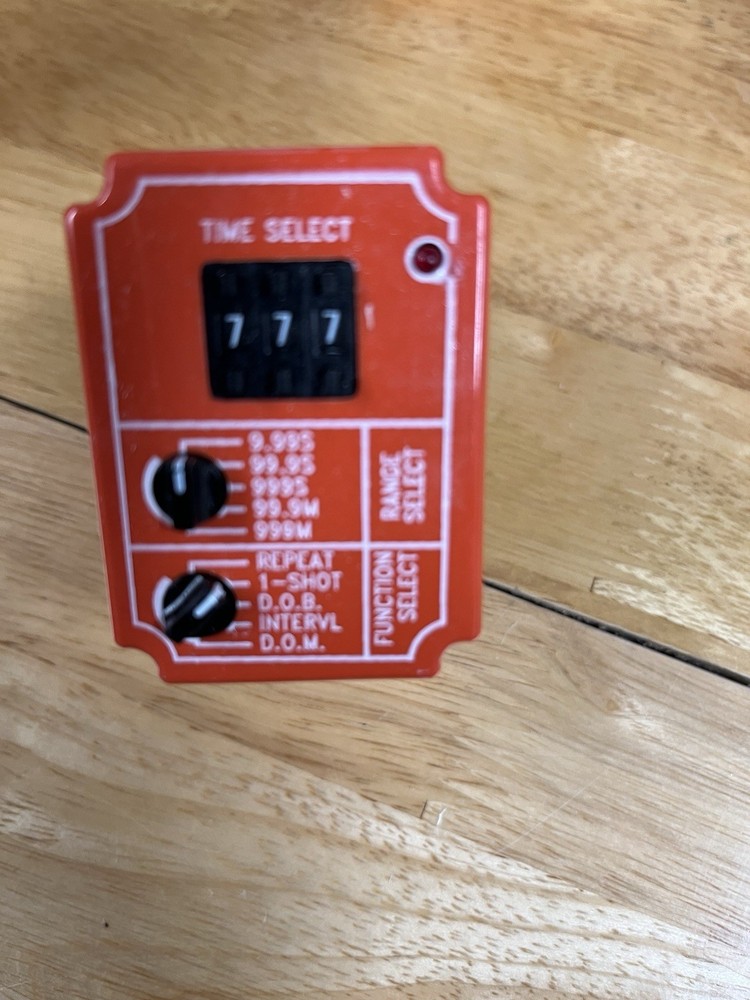 TIME SELECT
7 7 7
9.99S
99.9S
999S
99.9M
999M
RANGE
SELECT
REPEAT
1-SHOT
D.O.B.
INTERVL
D.O.M.
FUNCTION
SELECT